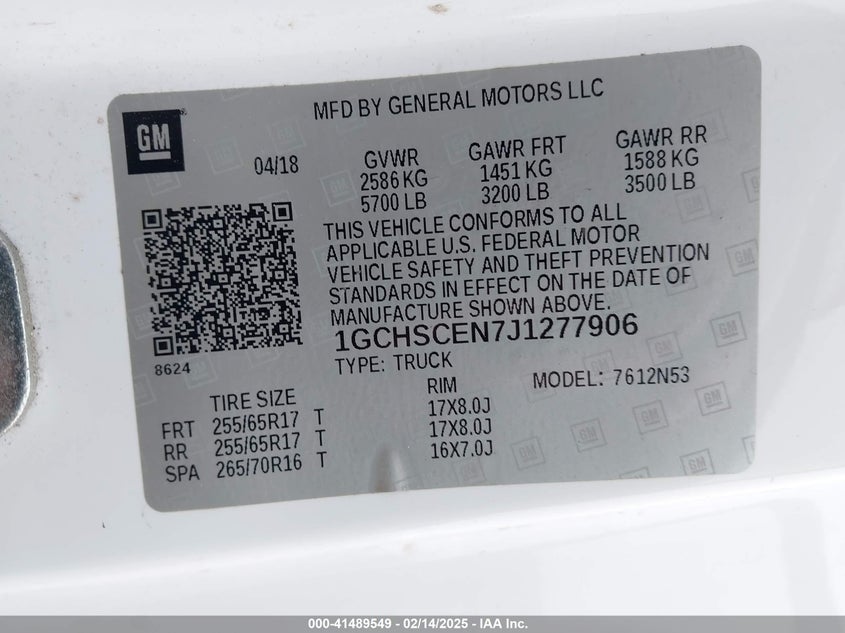 MFD BY GENERAL MOTORS LLC
GM
04/18
GVWR GAWR FRT GAWR RR
2586 KG 1451 KG 1588 KG
5700 LB 3200 LB 3500 LB
THIS VEHICLE CONFORMS TO ALL
APPLICABLE U.S. FEDERAL MOTOR
VEHICLE SAFETY AND THEFT PREVENTION
STANDARDS IN EFFECT ON THE DATE OF
MANUFACTURE SHOWN ABOVE.
1GCHSCEN7J1277906
8624
TYPE: TRUCK
MODEL: 7612N53
TIRE SIZE RIM
FRT 255/65R17 T 17X8.0J
RR 255/65R17 T 17X8.0J
SPA 265/70R16 T 16X7.0J
000-41489549 - 02/14/2025 - IAA Inc.